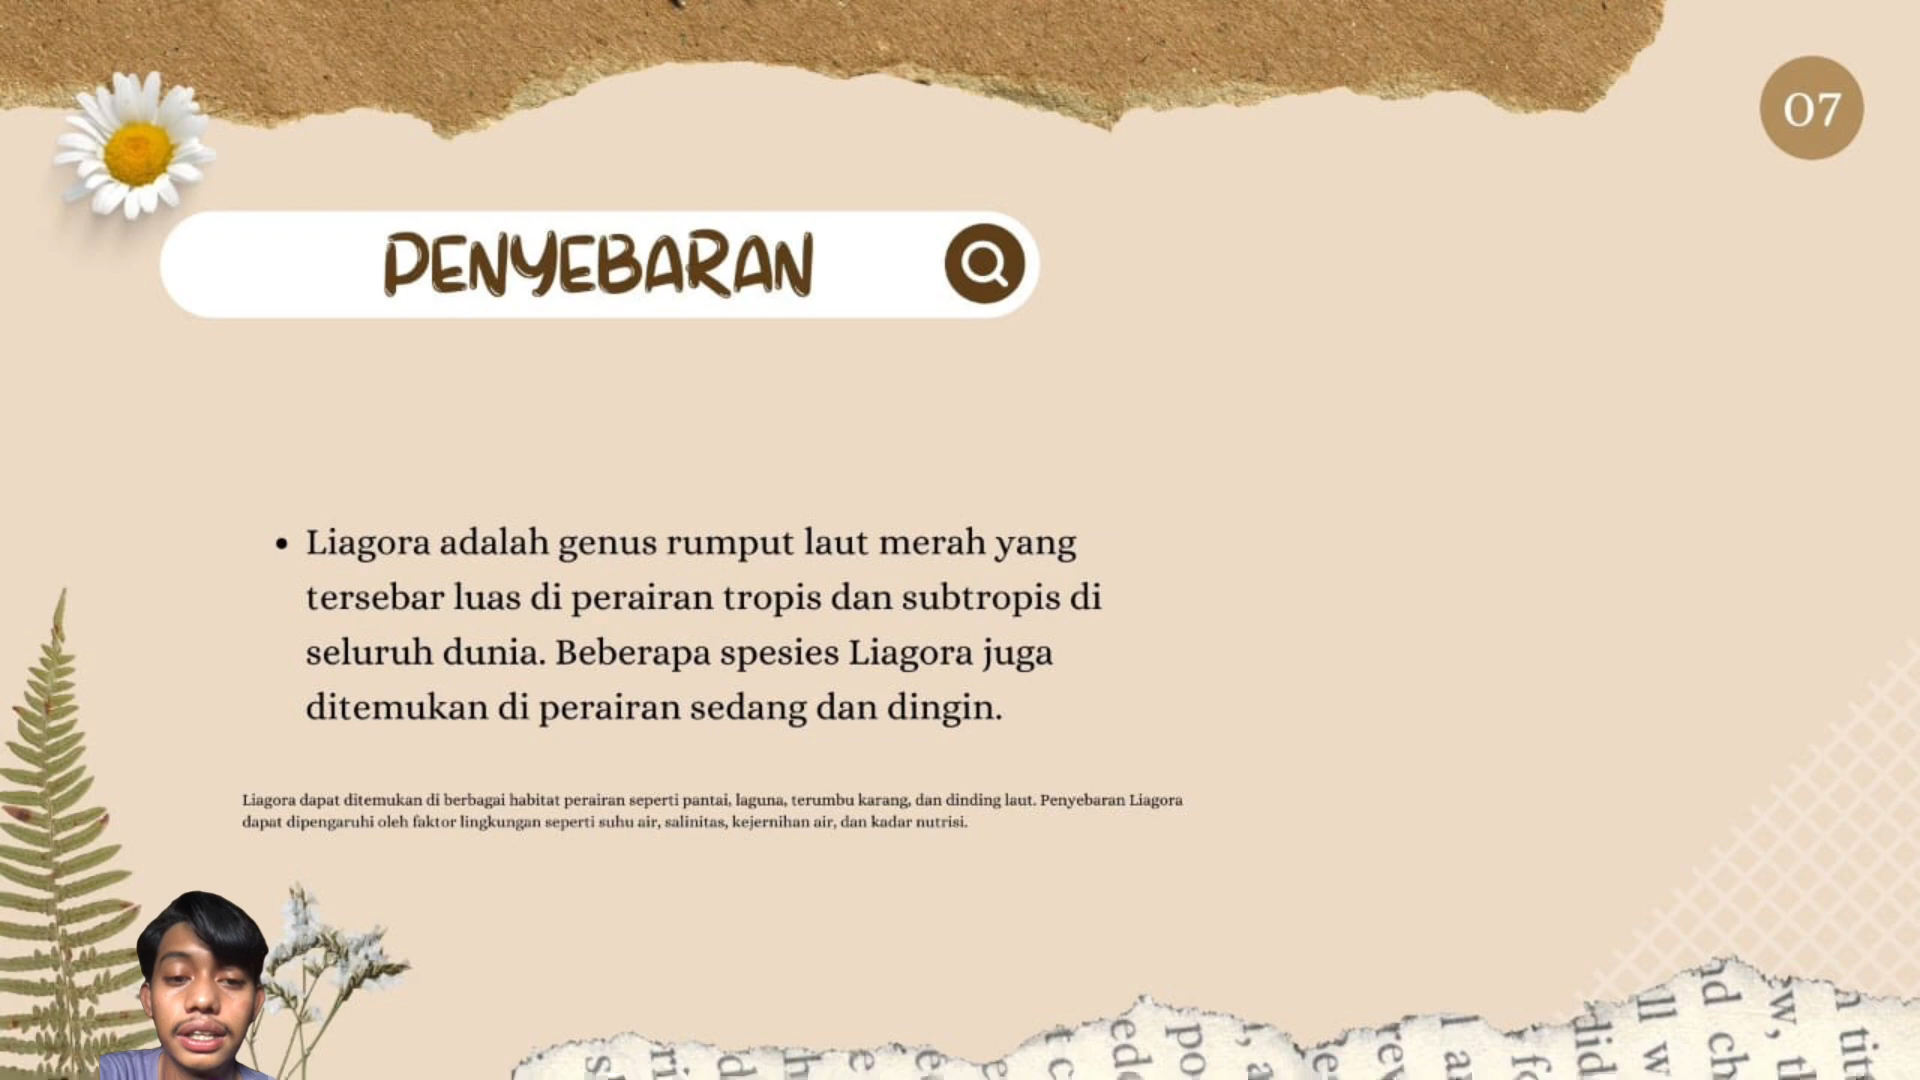 07
PENYEBARAN
• Liagora adalah genus rumput laut merah yang
tersebar luas di perairan tropis dan subtropis di
seluruh dunia. Beberapa spesies Liagora juga
ditemukan di perairan sedang dan dingin.
Liagora dapat ditemukan di berbagai habitat perairan seperti pantai, laguna, terumbu karang, dan dinding laut. Penyebaran Liagora
dapat dipengaruhi oleh faktor lingkungan seperti suhu air, salinitas, kejernihan air, dan kadar nutrisi.